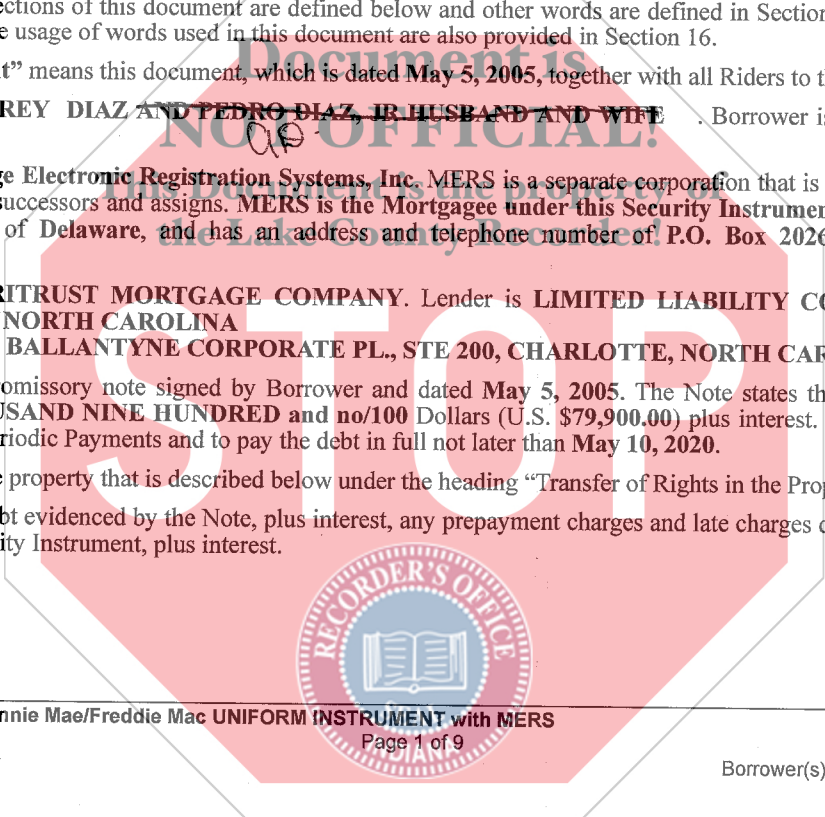 ections of this document are defined below and other words are defined in Section
e usage of words used in this document are also provided in Section 16.
t” means this document, which is dated May 5, 2005, together with all Riders to t
REY DIAZ AND PEDRO DIAZ, JR HUSBAND AND WIFE . Borrower is
ge Electronic Registration Systems, Inc. MERS is a separate corporation that is
successors and assigns. MERS is the Mortgagee under this Security Instrumen
of Delaware, and has an address and telephone number of P.O. Box 2026
RITRUST MORTGAGE COMPANY. Lender is LIMITED LIABILITY CO
NORTH CAROLINA
BALLANTYNE CORPORATE PL., STE 200, CHARLOTTE, NORTH CAR
omissory note signed by Borrower and dated May 5, 2005. The Note states th
USAND NINE HUNDRED and no/100 Dollars (U.S. $79,900.00) plus interest.
riodic Payments and to pay the debt in full not later than May 10, 2020.
e property that is described below under the heading “Transfer of Rights in the Prop
bt evidenced by the Note, plus interest, any prepayment charges and late charges d
ity Instrument, plus interest.
nnie Mae/Freddie Mac UNIFORM INSTRUMENT with MERS
Page 1 of 9
Borrower(s)
Document is
NOT OFFICIAL!
This Document is the property of
the Lake County Recorder!
STOP
RECORDER'S OFFICE
INDIANA